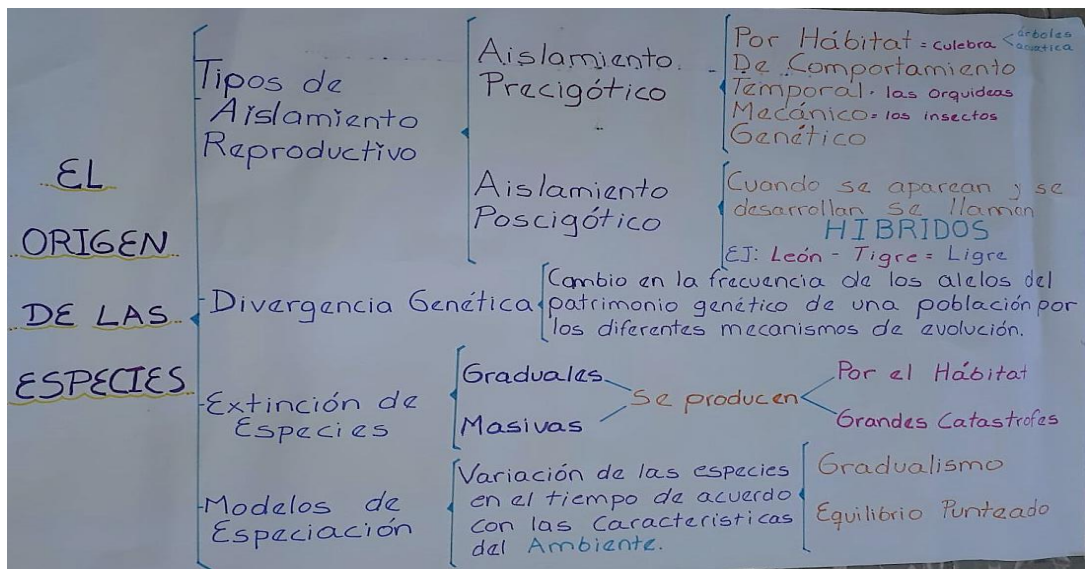 EL
ORIGEN
DE LAS
ESPECIES
Tipos de
Aislamiento
Reproductivo
Aislamiento
Precigótico
Por Hábitat = culebra árboles
acuatica
De Comportamiento
Temporal. las orquideas
Mecánico = los insectos
Genético
Aislamiento
Poscigótico
Cuando se aparean y se
desarrollan se llaman
HIBRIDOS
EJ: León - Tigre = Ligre
- Divergencia Genética
Cambio en la frecuencia de los alelos del
patrimonio genético de una población por
los diferentes mecanismos de evolución.
- Extinción de
Especies
Graduales
Masivas
Se producen
Por el Hábitat
Grandes Catastrofes
- Modelos de
Especiación
Variación de las especies
en el tiempo de acuerdo
con las Caracteristicas
del Ambiente.
Gradualismo
Equilibrio Punteado